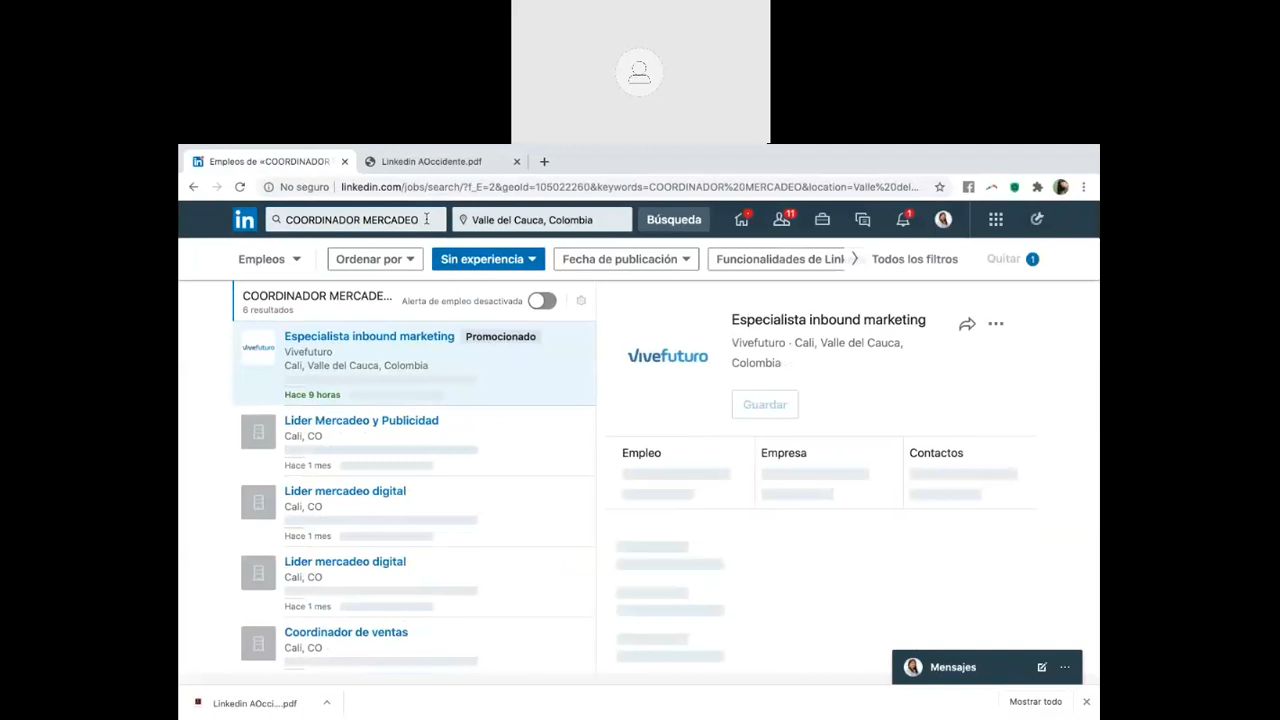 Empleos de «COORDINADOR
Linkedin AOccidente.pdf
No seguro
linkedin.com/jobs/search/?f_E=2&geoId=105022260&keywords=COORDINADOR%20MERCADEO&location=Valle%20del...
in
COORDINADOR MERCADEO
Valle del Cauca, Colombia
Búsqueda
11
1
Empleos
Ordenar por
Sin experiencia
Fecha de publicación
Funcionalidades de Link
Todos los filtros
Quitar 1
COORDINADOR MERCADE...
6 resultados
Alerta de empleo desactivada
vivefuturo
Especialista inbound marketing
Promocionado
Vivefuturo
Cali, Valle del Cauca, Colombia
Hace 9 horas
Lider Mercadeo y Publicidad
Cali, CO
Hace 1 mes
Lider mercadeo digital
Cali, CO
Hace 1 mes
Lider mercadeo digital
Cali, CO
Hace 1 mes
Coordinador de ventas
Cali, CO
vivefuturo
Especialista inbound marketing
Vivefuturo · Cali, Valle del Cauca,
Colombia
Guardar
Empleo
Empresa
Contactos
Mensajes
Linkedin AOcci....pdf
Mostrar todo